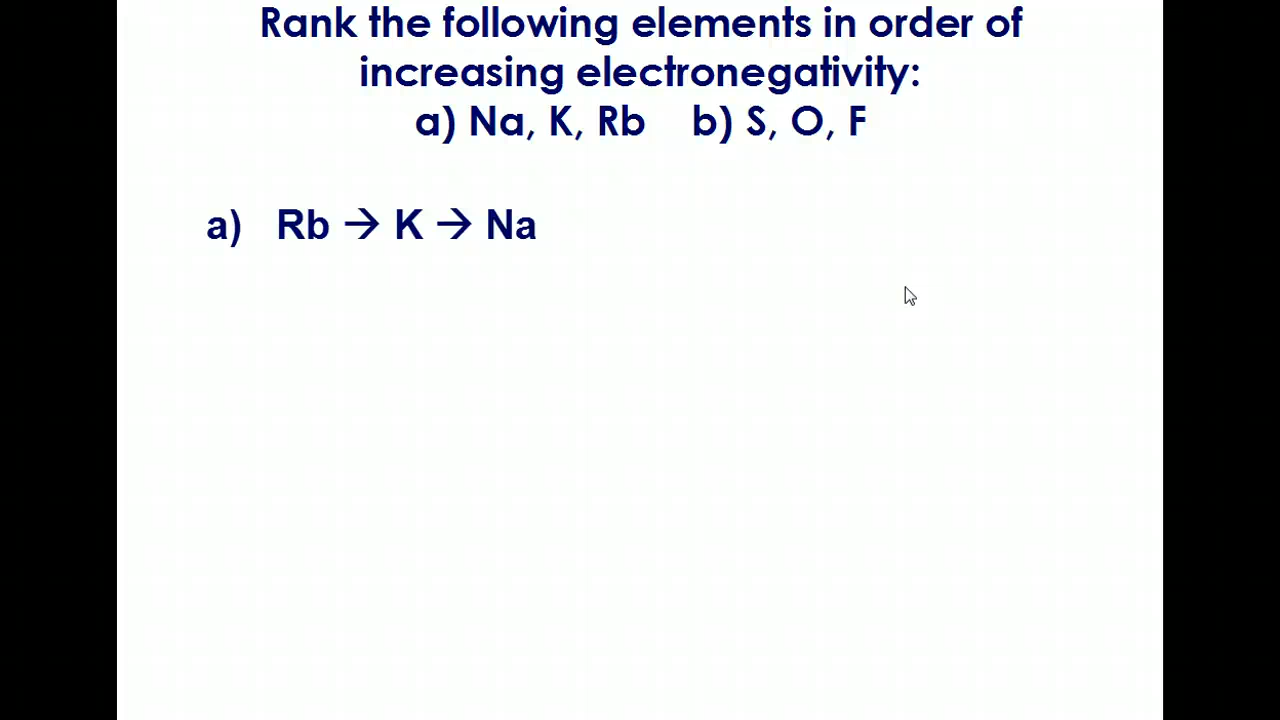 Rank the following elements in order of
increasing electronegativity:
a) Na, K, Rb b) S, O, F
a) Rb → K → Na